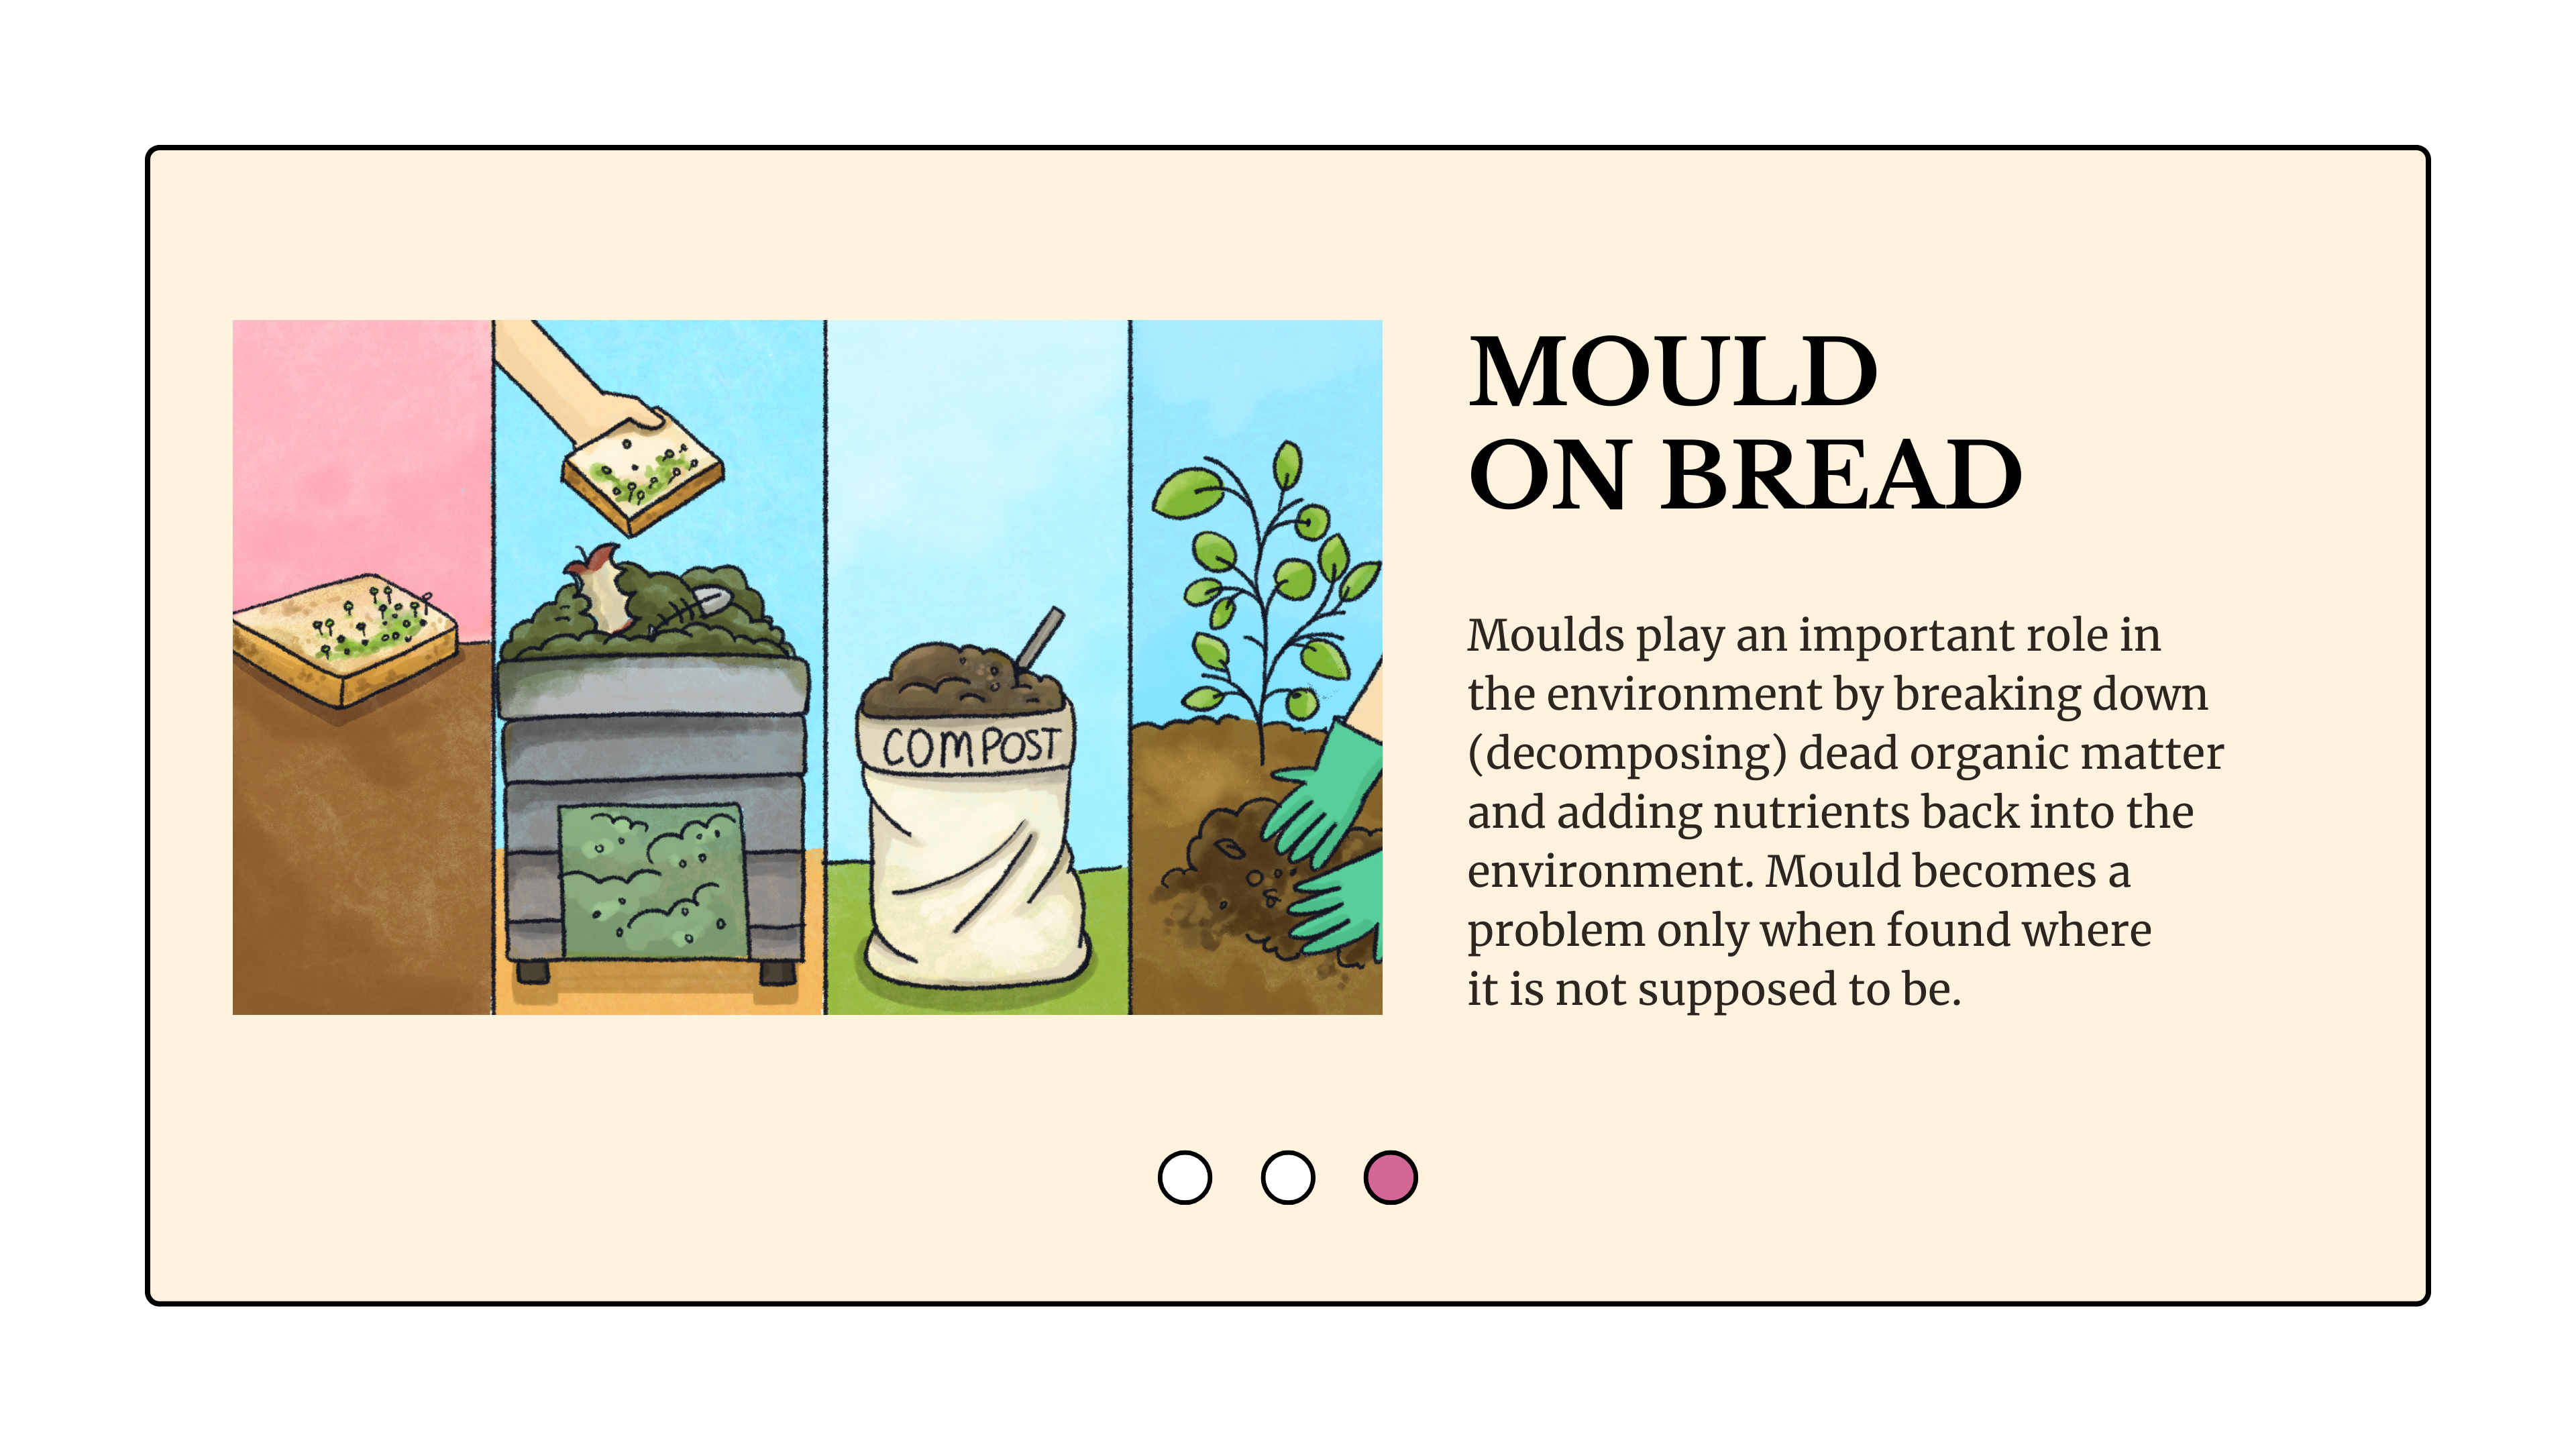 COMPOST
MOULD
ON BREAD
Moulds play an important role in
the environment by breaking down
(decomposing) dead organic matter
and adding nutrients back into the
environment. Mould becomes a
problem only when found where
it is not supposed to be.